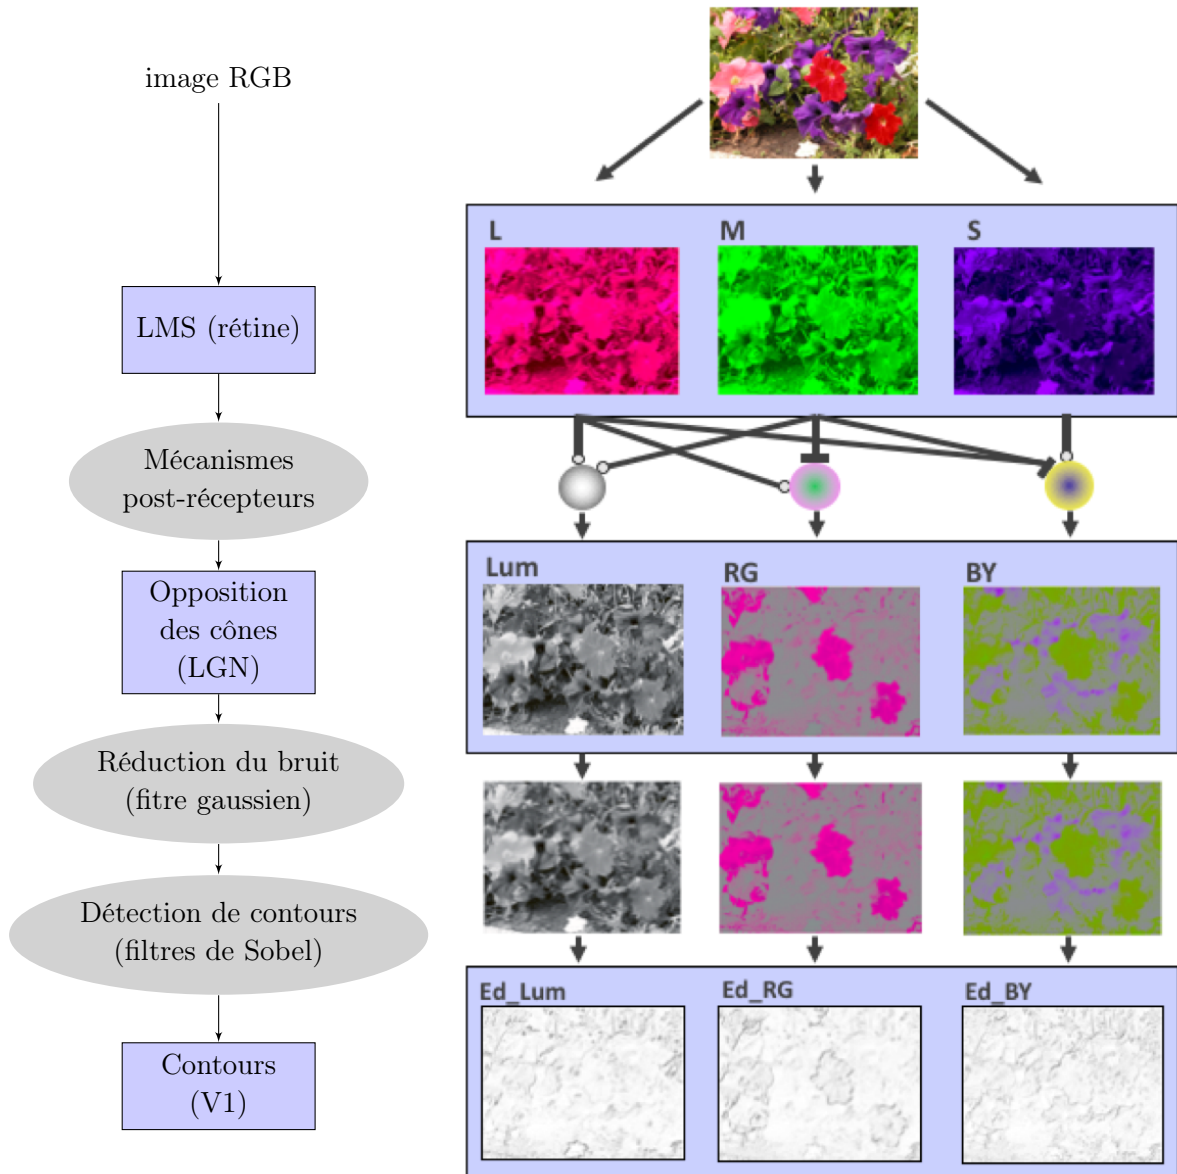 image RGB
LMS (rétine)
Mécanismes
post-récepteurs
Opposition
des cônes
(LGN)
Réduction du bruit
(fitre gaussien)
Détection de contours
(filtres de Sobel)
Contours
(V1)
L M S
Lum RG BY
Ed_Lum Ed_RG Ed_BY